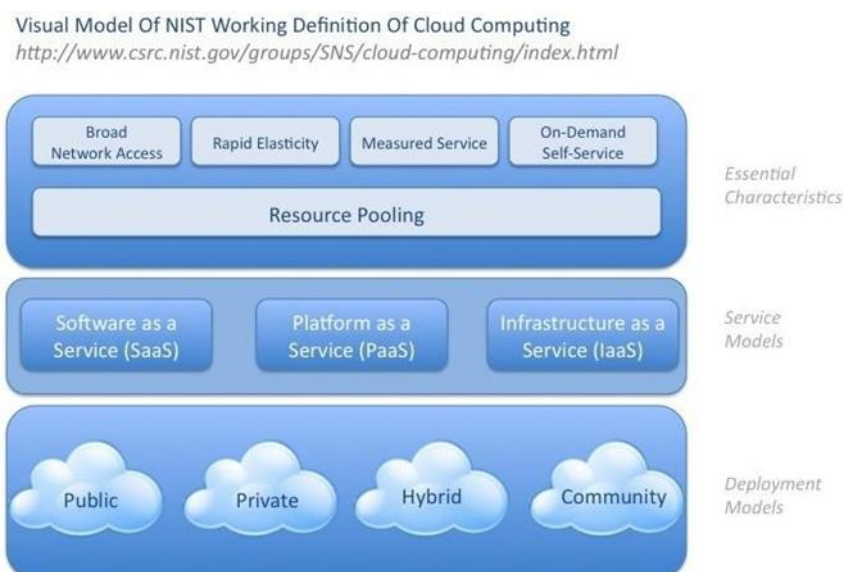 Visual Model Of NIST Working Definition Of Cloud Computing
http://www.csrc.nist.gov/groups/SNS/cloud-computing/index.html
Broad
Network Access
Rapid Elasticity
Measured Service
On-Demand
Self-Service
Resource Pooling
Essential
Characteristics
Software as a
Service (SaaS)
Platform as a
Service (PaaS)
Infrastructure as a
Service (IaaS)
Service
Models
Public
Private
Hybrid
Community
Deployment
Models